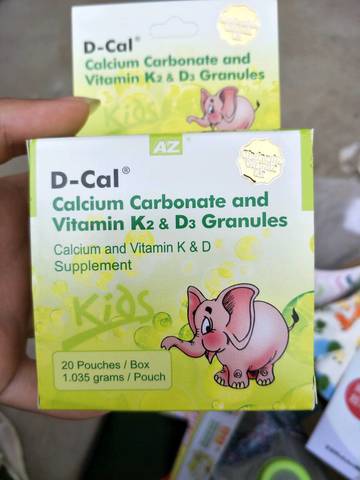 D-Cal®
Calcium Carbonate and
Vitamin K2 & D3 Granules
Kids
AZ
D-Cal®
Calcium Carbonate and
Vitamin K2 & D3 Granules
Calcium and Vitamin K & D
Supplement
Kids
20 Pouches / Box
1.035 grams / Pouch